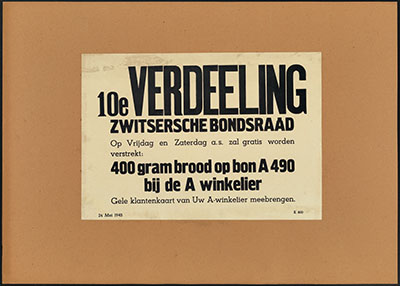 10e VERDEELING
ZWITSERSCHE BONDSRAAD
Op Vrijdag en Zaterdag a.s. zal gratis worden
verstrekt:
400 gram brood op bon A 490
bij de A winkelier
Gele klantenkaart van Uw A-winkelier meebrengen.
24 Mei 1945